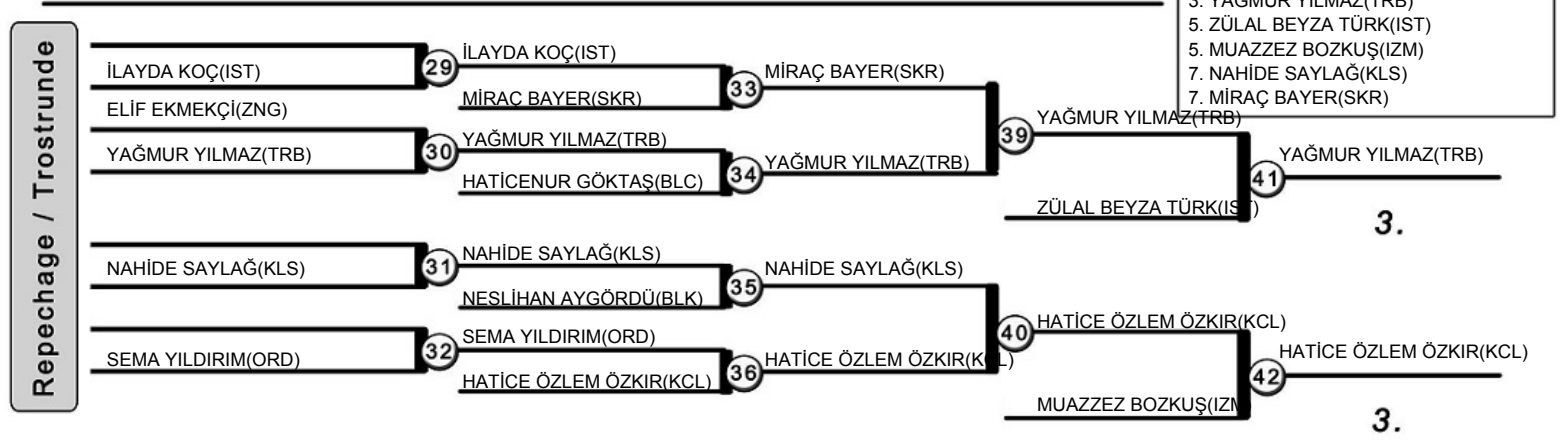 3. YAĞMUR YILMAZ(TRB)
5. ZÜLAL BEYZA TÜRK(IST)
5. MUAZZEZ BOZKUŞ(IZM)
7. NAHİDE SAYLAĞ(KLS)
7. MİRAÇ BAYER(SKR)
Repechage / Trostrunde
İLAYDA KOÇ(IST)
ELİF EKMEKÇİ(ZNG)
YAĞMUR YILMAZ(TRB)
NAHİDE SAYLAĞ(KLS)
SEMA YILDIRIM(ORD)
29
30
31
32
İLAYDA KOÇ(IST)
MİRAÇ BAYER(SKR)
YAĞMUR YILMAZ(TRB)
HATİCENUR GÖKTAŞ(BLC)
NAHİDE SAYLAĞ(KLS)
NESLİHAN AYGÖRDÜ(BLK)
SEMA YILDIRIM(ORD)
HATİCE ÖZLEM ÖZKIR(KCL)
33
34
35
36
MİRAÇ BAYER(SKR)
YAĞMUR YILMAZ(TRB)
NAHİDE SAYLAĞ(KLS)
HATİCE ÖZLEM ÖZKIR(KCL)
39
40
YAĞMUR YILMAZ(TRB)
ZÜLAL BEYZA TÜRK(IST)
HATİCE ÖZLEM ÖZKIR(KCL)
MUAZZEZ BOZKUŞ(IZM)
41
42
YAĞMUR YILMAZ(TRB)
3.
HATİCE ÖZLEM ÖZKIR(KCL)
3.